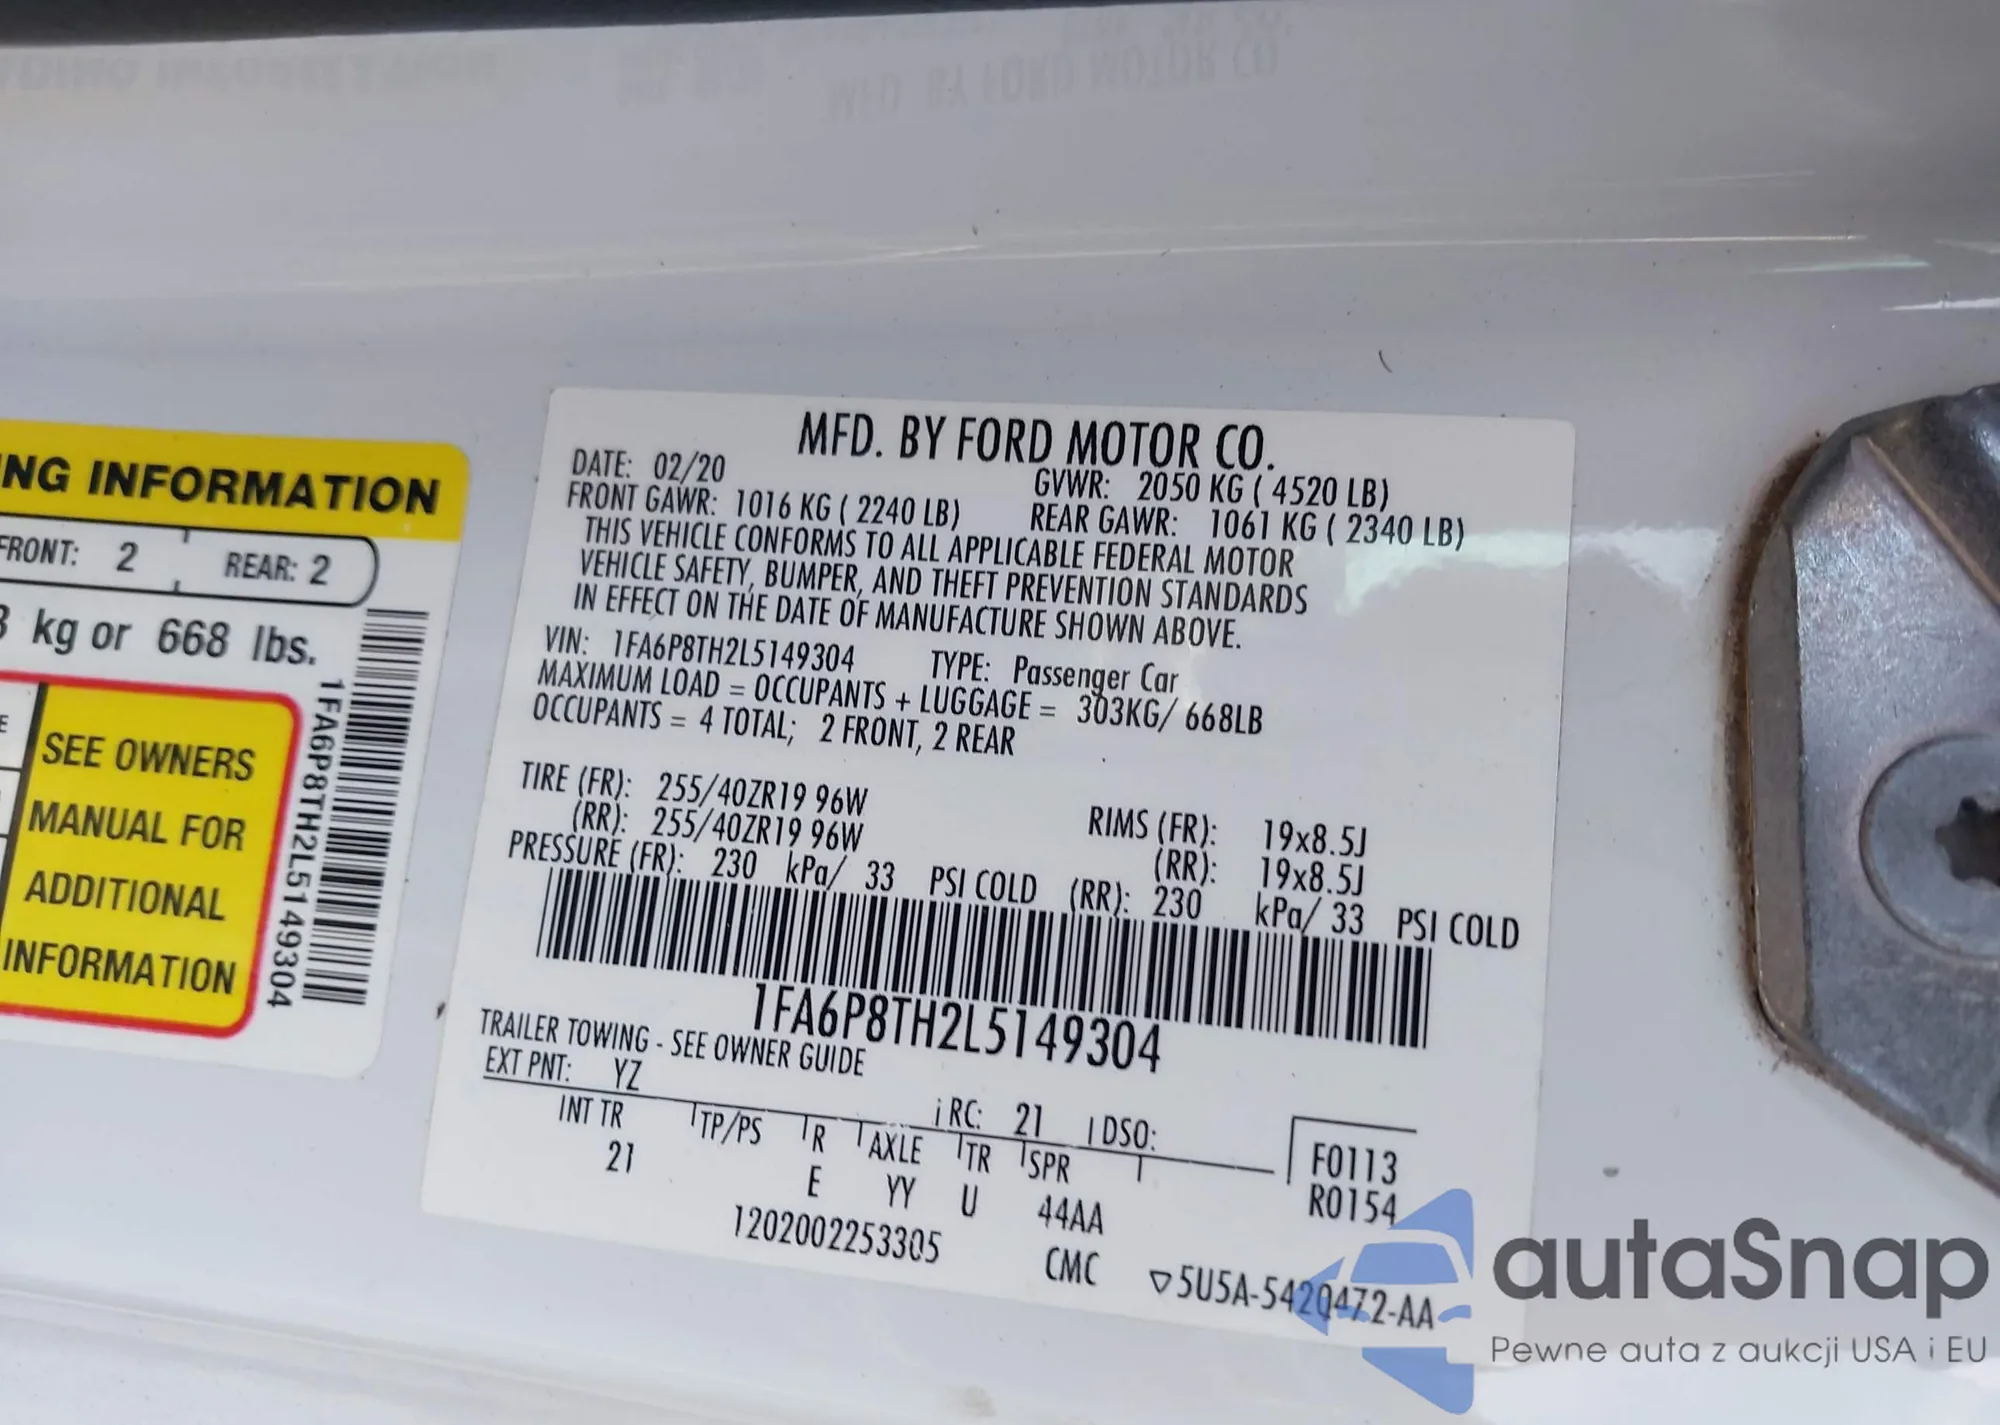 NG INFORMATION
FRONT: 2 REAR: 2
kg or 668 lbs.
SEE OWNERS
MANUAL FOR
ADDITIONAL
INFORMATION
1FA6P8TH2L5149304
MFD. BY FORD MOTOR CO.
DATE: 02/20 GVWR: 2050 KG ( 4520 LB)
FRONT GAWR: 1016 KG ( 2240 LB) REAR GAWR: 1061 KG ( 2340 LB)
THIS VEHICLE CONFORMS TO ALL APPLICABLE FEDERAL MOTOR
VEHICLE SAFETY, BUMPER, AND THEFT PREVENTION STANDARDS
IN EFFECT ON THE DATE OF MANUFACTURE SHOWN ABOVE.
VIN: 1FA6P8TH2L5149304 TYPE: Passenger Car
MAXIMUM LOAD = OCCUPANTS + LUGGAGE = 303KG/ 668LB
OCCUPANTS = 4 TOTAL; 2 FRONT, 2 REAR
TIRE (FR): 255/40ZR19 96W RIMS (FR): 19x8.5J
(RR): 255/40ZR19 96W (RR): 19x8.5J
PRESSURE (FR): 230 kPa/ 33 PSI COLD (RR): 230 kPa/ 33 PSI COLD
1FA6P8TH2L5149304
TRAILER TOWING - SEE OWNER GUIDE
EXT PNT: YZ RC: 21 DSO:
INT TR TP/PS R AXLE TR SPR F0113
21 E YY U 44AA R0154
1202002253305 CMC ▽5U5A-5420472-AA
autaSnap
Pewne auta z aukcji USA i EU